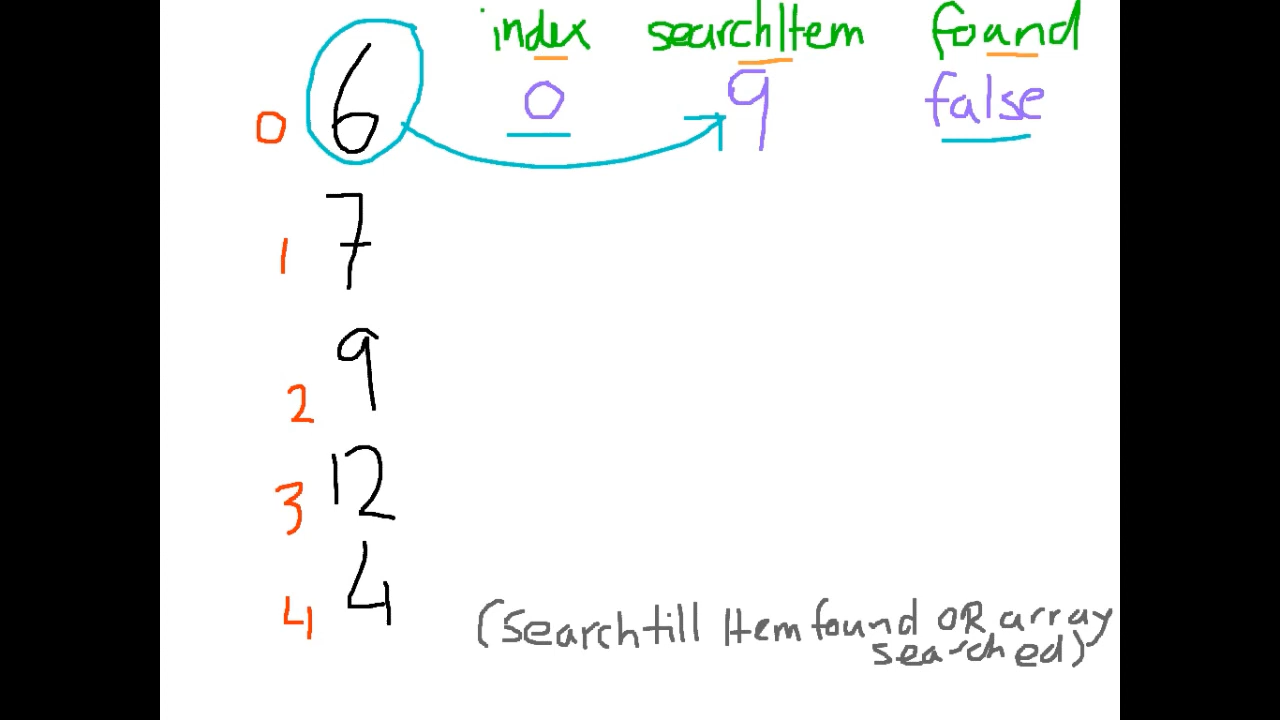 index searchItem found
0 6 0 9 false
1 7
2 9
3 12
4 4
(Search till Item found OR array
searched)